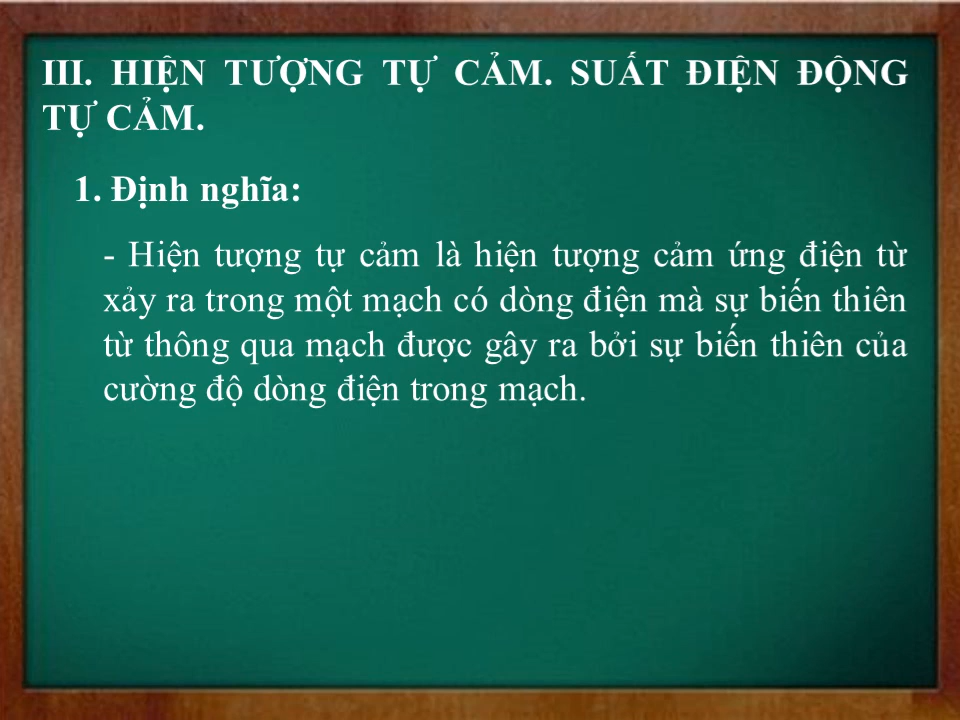 III. HIỆN TƯỢNG TỰ CẢM. SUẤT ĐIỆN ĐỘNG
TỰ CẢM.
1. Định nghĩa:
- Hiện tượng tự cảm là hiện tượng cảm ứng điện từ
xảy ra trong một mạch có dòng điện mà sự biến thiên
từ thông qua mạch được gây ra bởi sự biến thiên của
cường độ dòng điện trong mạch.